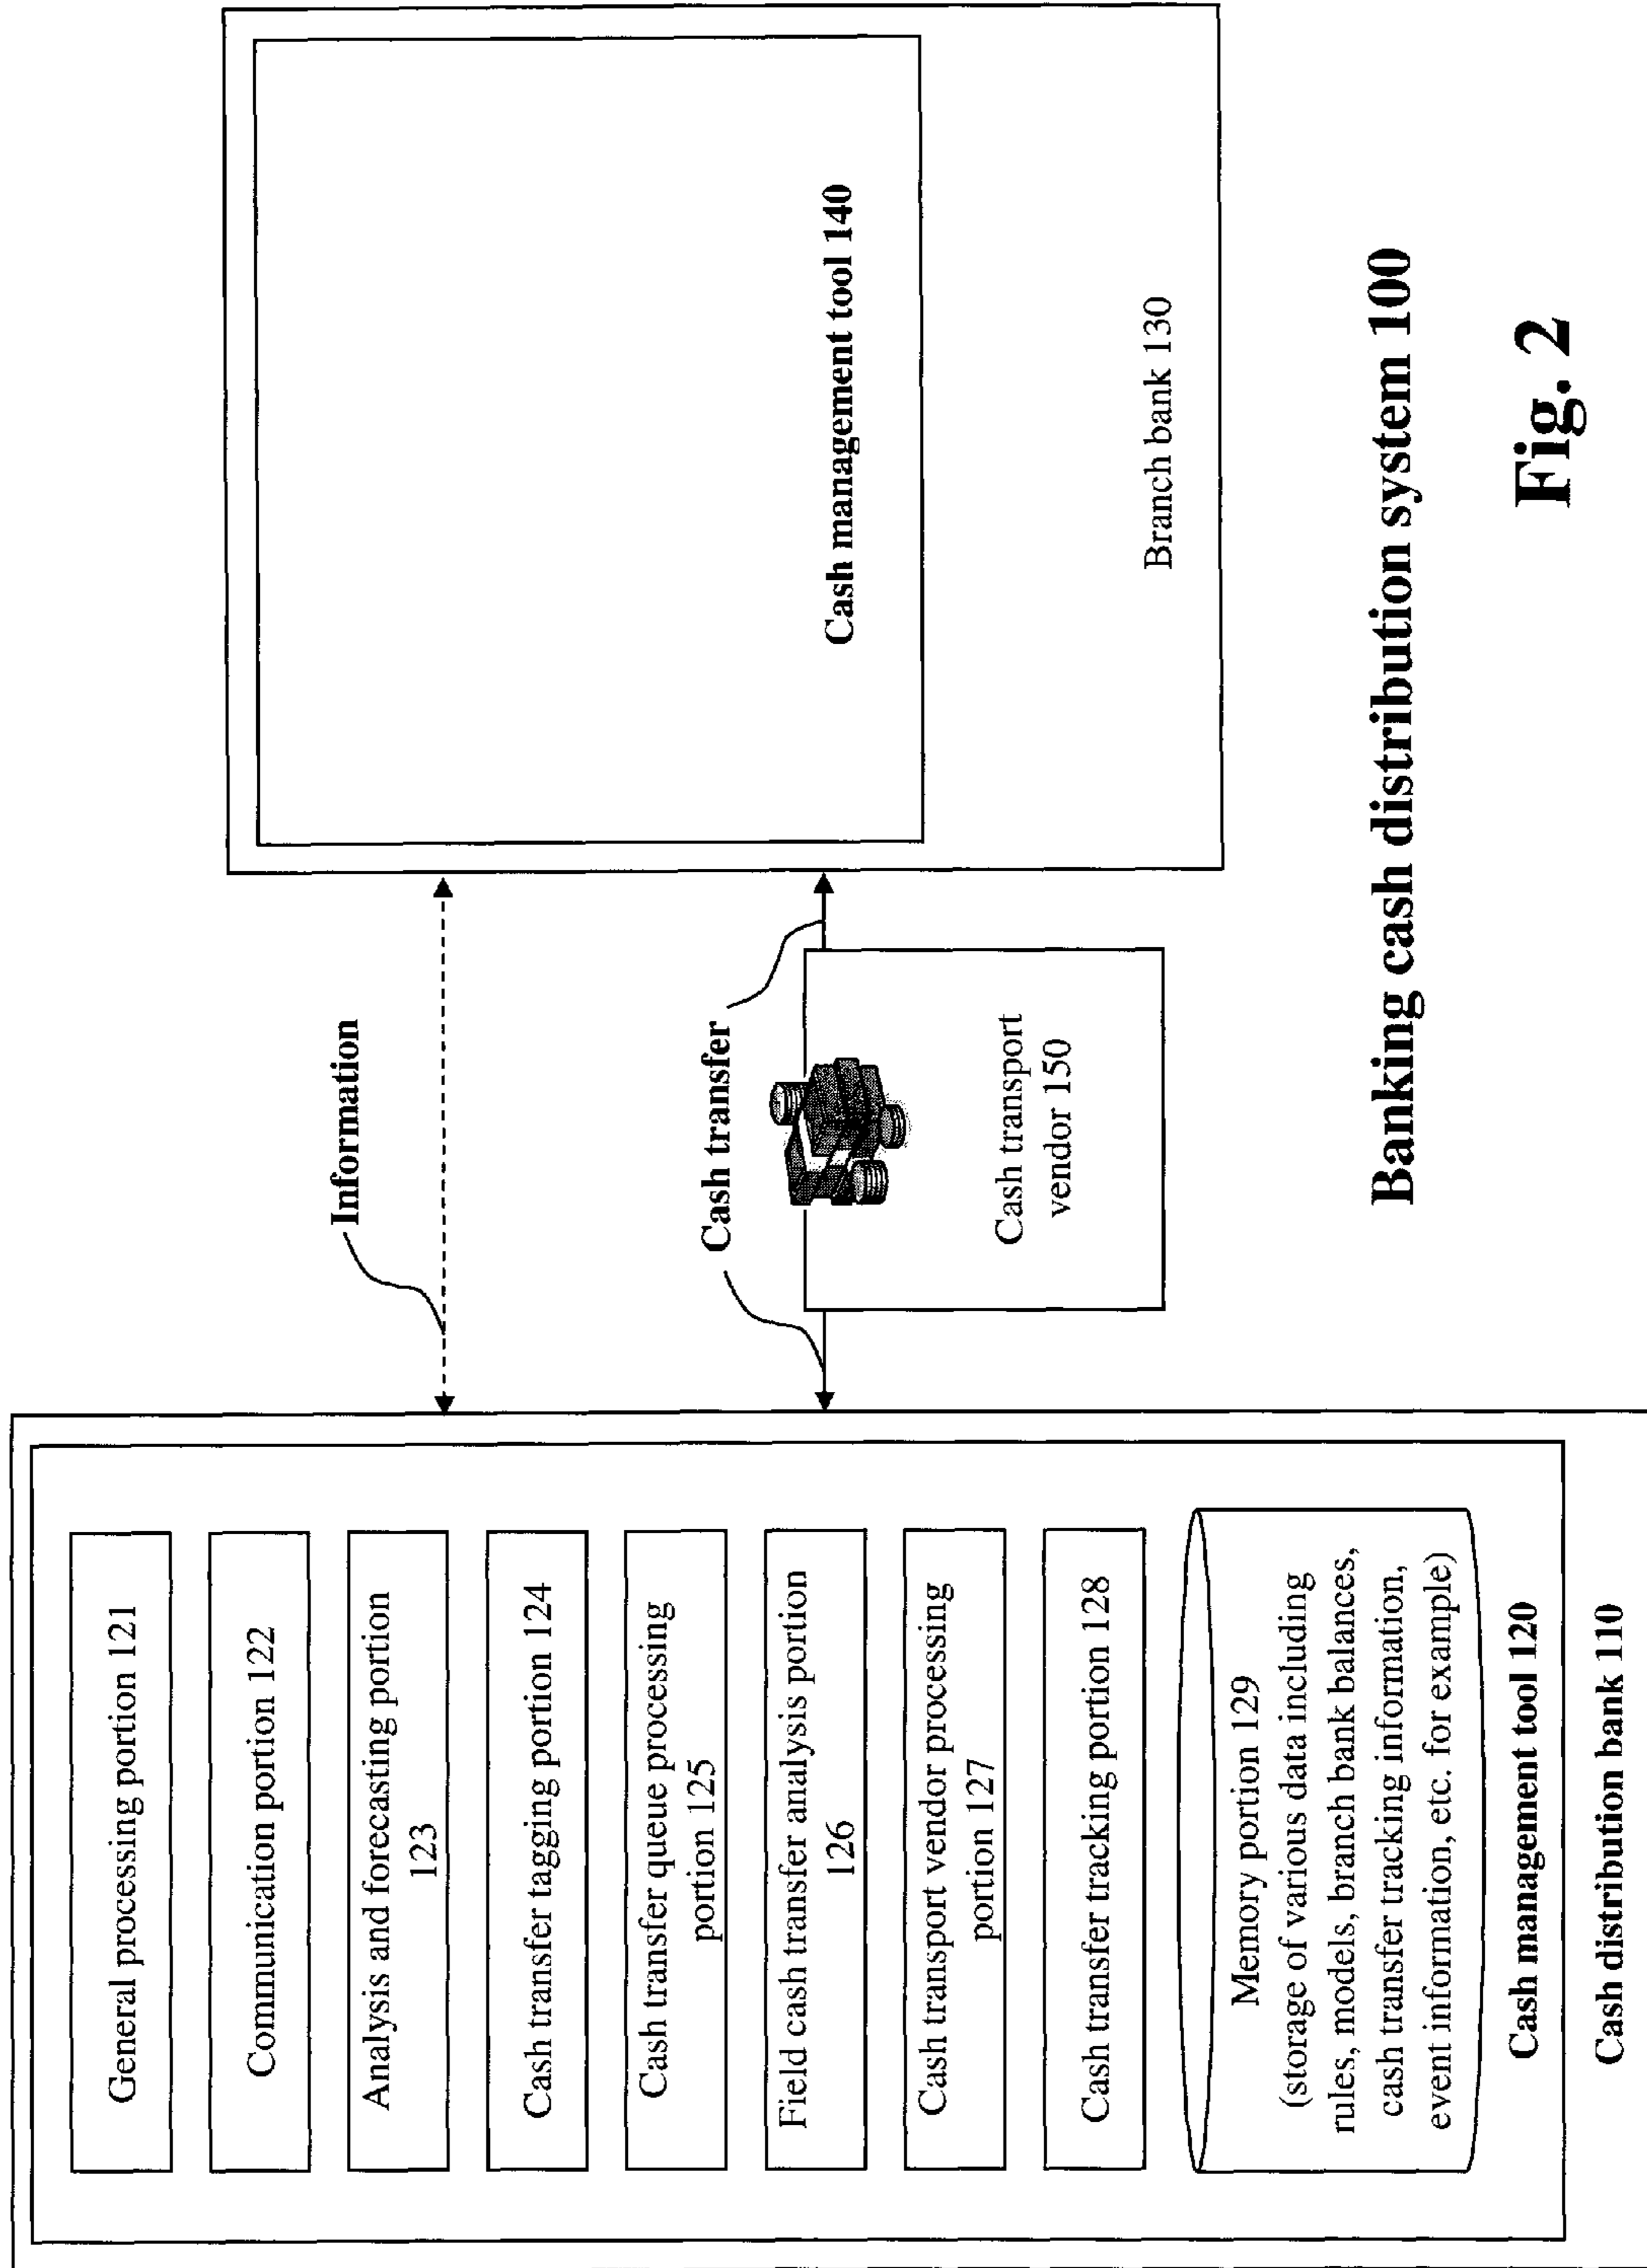 General processing portion 121
Communication portion 122
Analysis and forecasting portion
123
Cash transfer tagging portion 124
Cash transfer queue processing
portion 125
Field cash transfer analysis portion
126
Cash transport vendor processing
portion 127
Cash transfer tracking portion 128
Memory portion 129
(storage of various data including
rules, models, branch bank balances,
cash transfer tracking information,
event information, etc. for example)
Cash management tool 120
Cash distribution bank 110
Information
Cash transfer
Cash transport
vendor 150
Cash management tool 140
Branch bank 130
Banking cash distribution system 100
Fig. 2